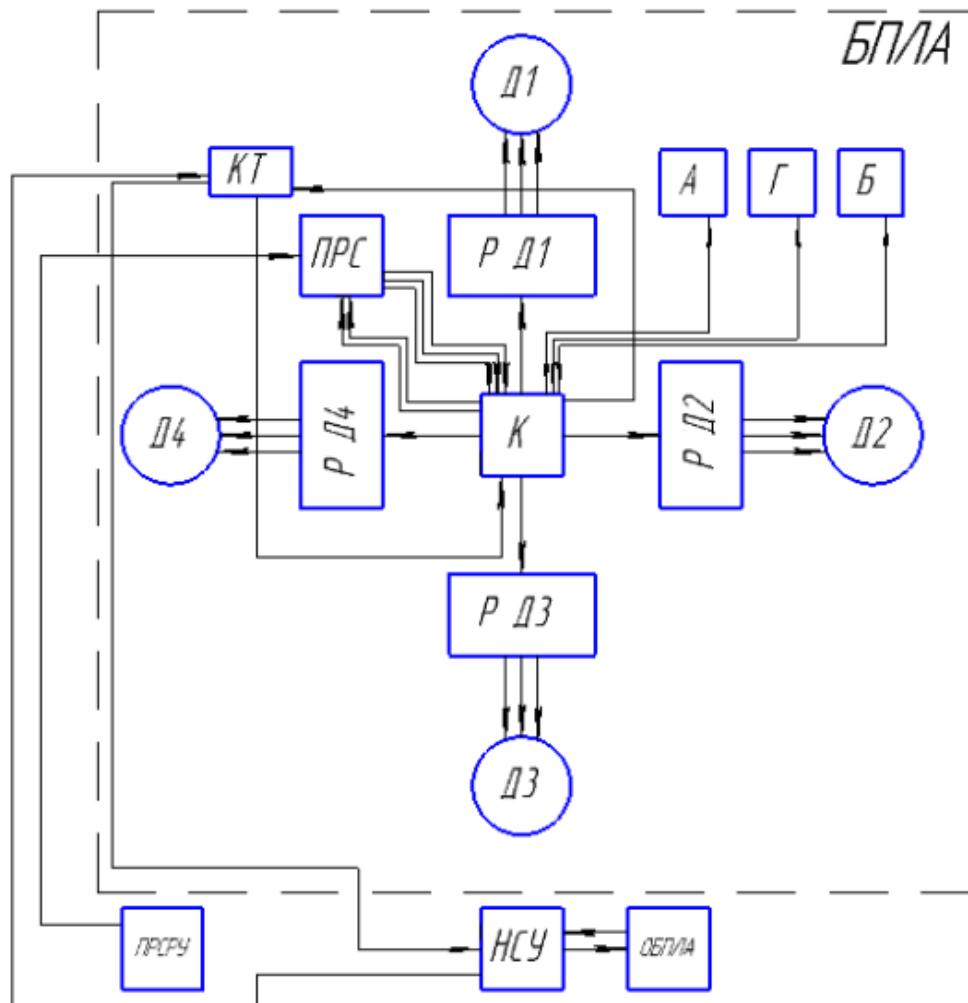 БПЛА
Д1
КТ
А
Г
Б
ПРС
Р Д1
Д4
Р Д4
К
Р Д2
Д2
Р Д3
Д3
ПРСРУ
НСУ
ОБПЛА